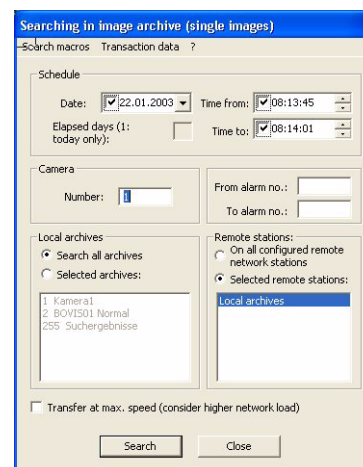 Searching in image archive (single images)
Search macros Transaction data ?
Schedule
Date: 22.01.2003 Time from: 08:13:45
Elapsed days (1: today only): Time to: 08:14:01
Camera
Number: 1
From alarm no.:
To alarm no.:
Local archives
Search all archives
Selected archives:
1 Kamera1
2 BOVIS01 Normal
255 Suchergebnisse
Remote stations:
On all configured remote
network stations
Selected remote stations:
Local archives
Transfer at max. speed (consider higher network load)
Search Close